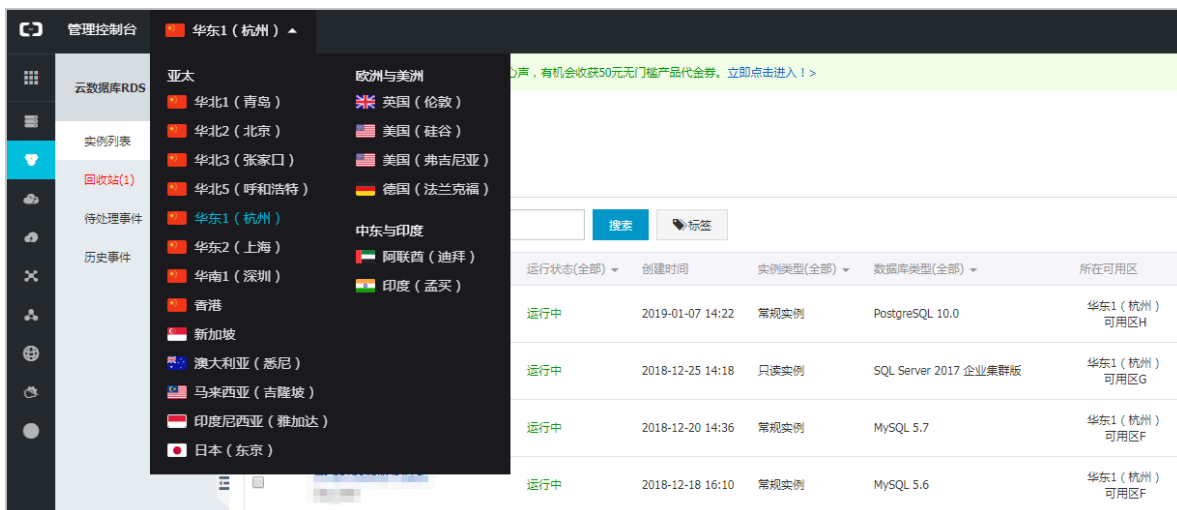 管理控制台
华东1 ( 杭州 )
云数据库RDS
实例列表
回收站(1)
待处理事件
历史事件
亚太
华北1 ( 青岛 )
华北2 ( 北京 )
华北3 ( 张家口 )
华北5 ( 呼和浩特 )
华东1 ( 杭州 )
华东2 ( 上海 )
华南1 ( 深圳 )
香港
新加坡
澳大利亚 ( 悉尼 )
马来西亚 ( 吉隆坡 )
印度尼西亚 ( 雅加达 )
日本 ( 东京 )
欧洲与美洲
英国 ( 伦敦 )
美国 ( 硅谷 )
美国 ( 弗吉尼亚 )
德国 ( 法兰克福 )
中东与印度
阿联酋 ( 迪拜 )
印度 ( 孟买 )
心声，有机会收获50元无门槛产品代金券。立即点击进入！>
搜索
标签
运行状态(全部) 创建时间 实例类型(全部) 数据库类型(全部) 所在可用区
运行中 2019-01-07 14:22 常规实例 PostgreSQL 10.0 华东1 ( 杭州 )
可用区H
运行中 2018-12-25 14:18 只读实例 SQL Server 2017 企业集群版 华东1 ( 杭州 )
可用区G
运行中 2018-12-20 14:36 常规实例 MySQL 5.7 华东1 ( 杭州 )
可用区F
运行中 2018-12-18 16:10 常规实例 MySQL 5.6 华东1 ( 杭州 )
可用区F